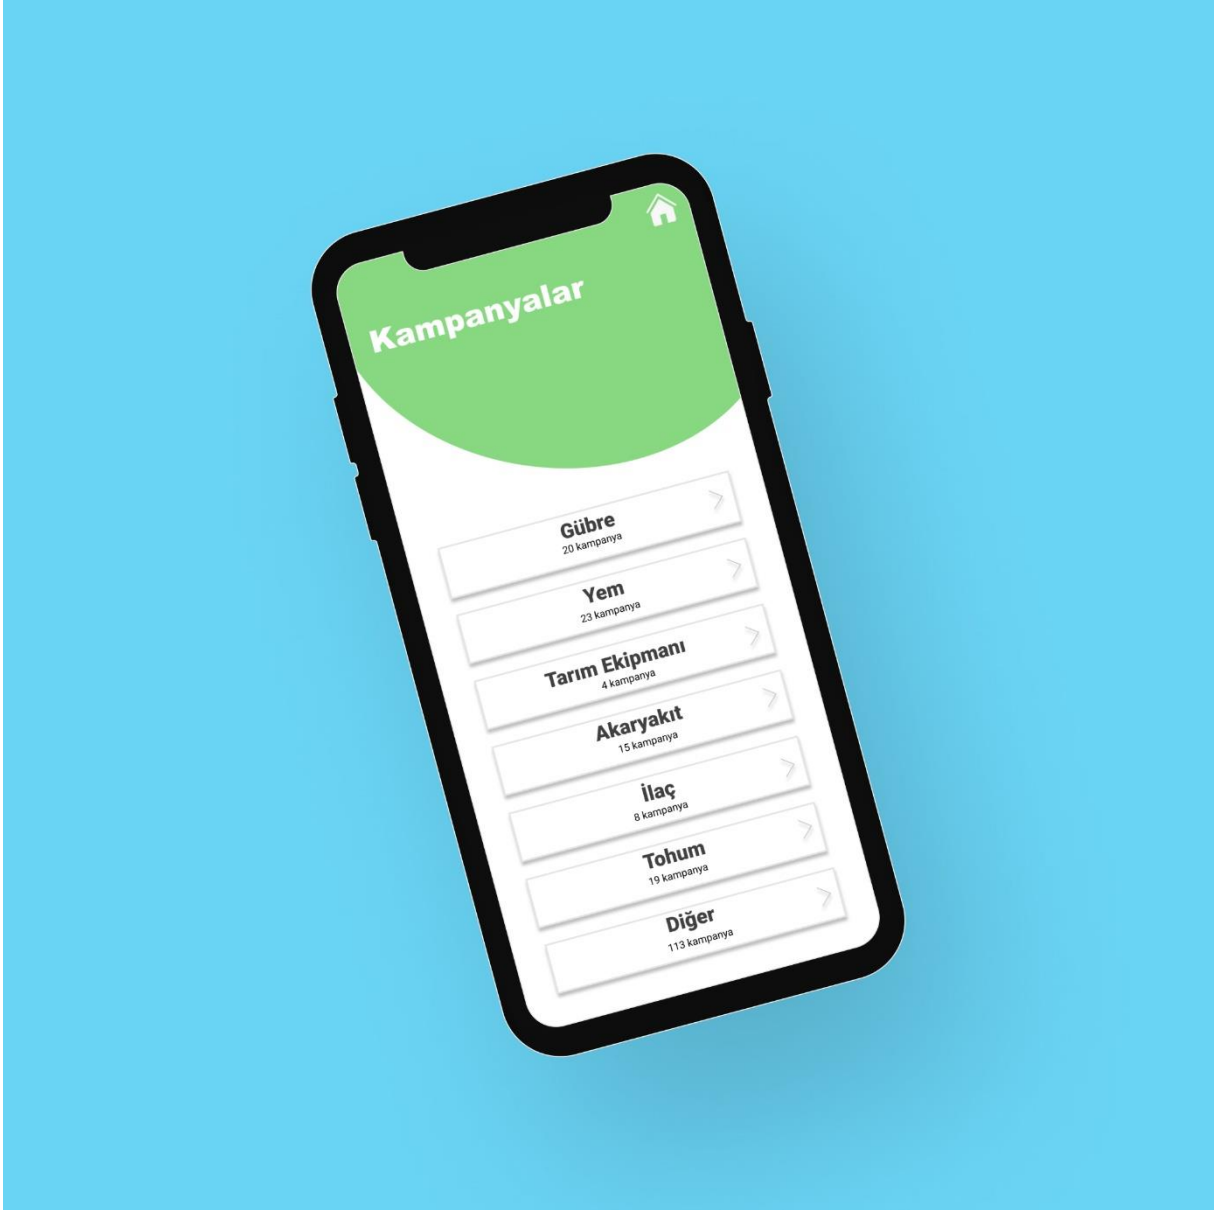 Kampanyalar
Gübre
20 kampanya
Yem
23 kampanya
Tarım Ekipmanı
4 kampanya
Akaryakıt
15 kampanya
İlaç
8 kampanya
Tohum
19 kampanya
Diğer
113 kampanya